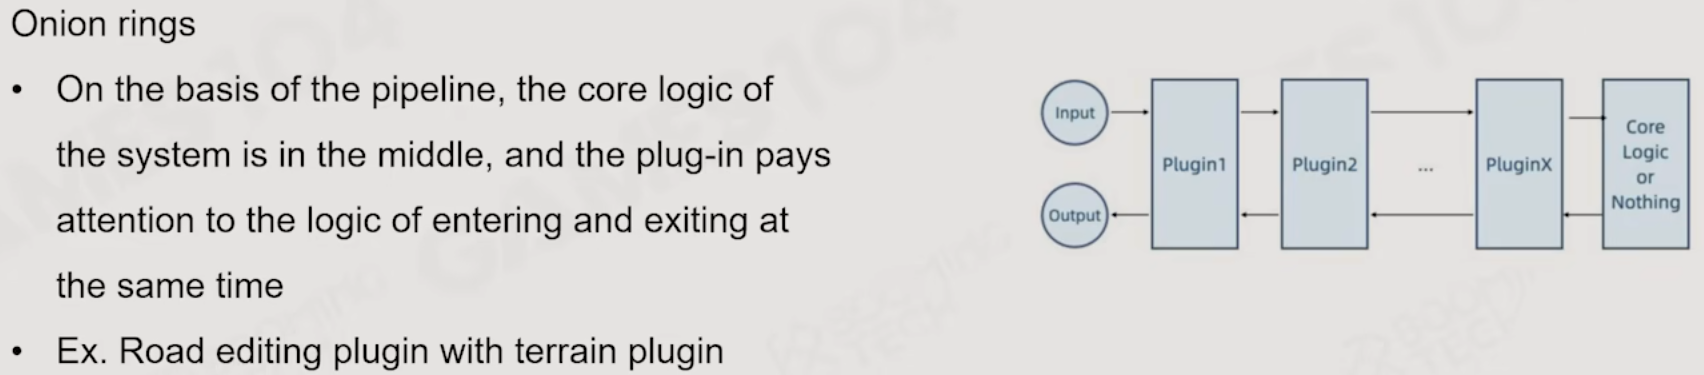 Onion rings
• On the basis of the pipeline, the core logic of
the system is in the middle, and the plug-in pays
attention to the logic of entering and exiting at
the same time
• Ex. Road editing plugin with terrain plugin
Input
Output
Plugin1
Plugin2
...
PluginX
Core
Logic
or
Nothing
GAMES104